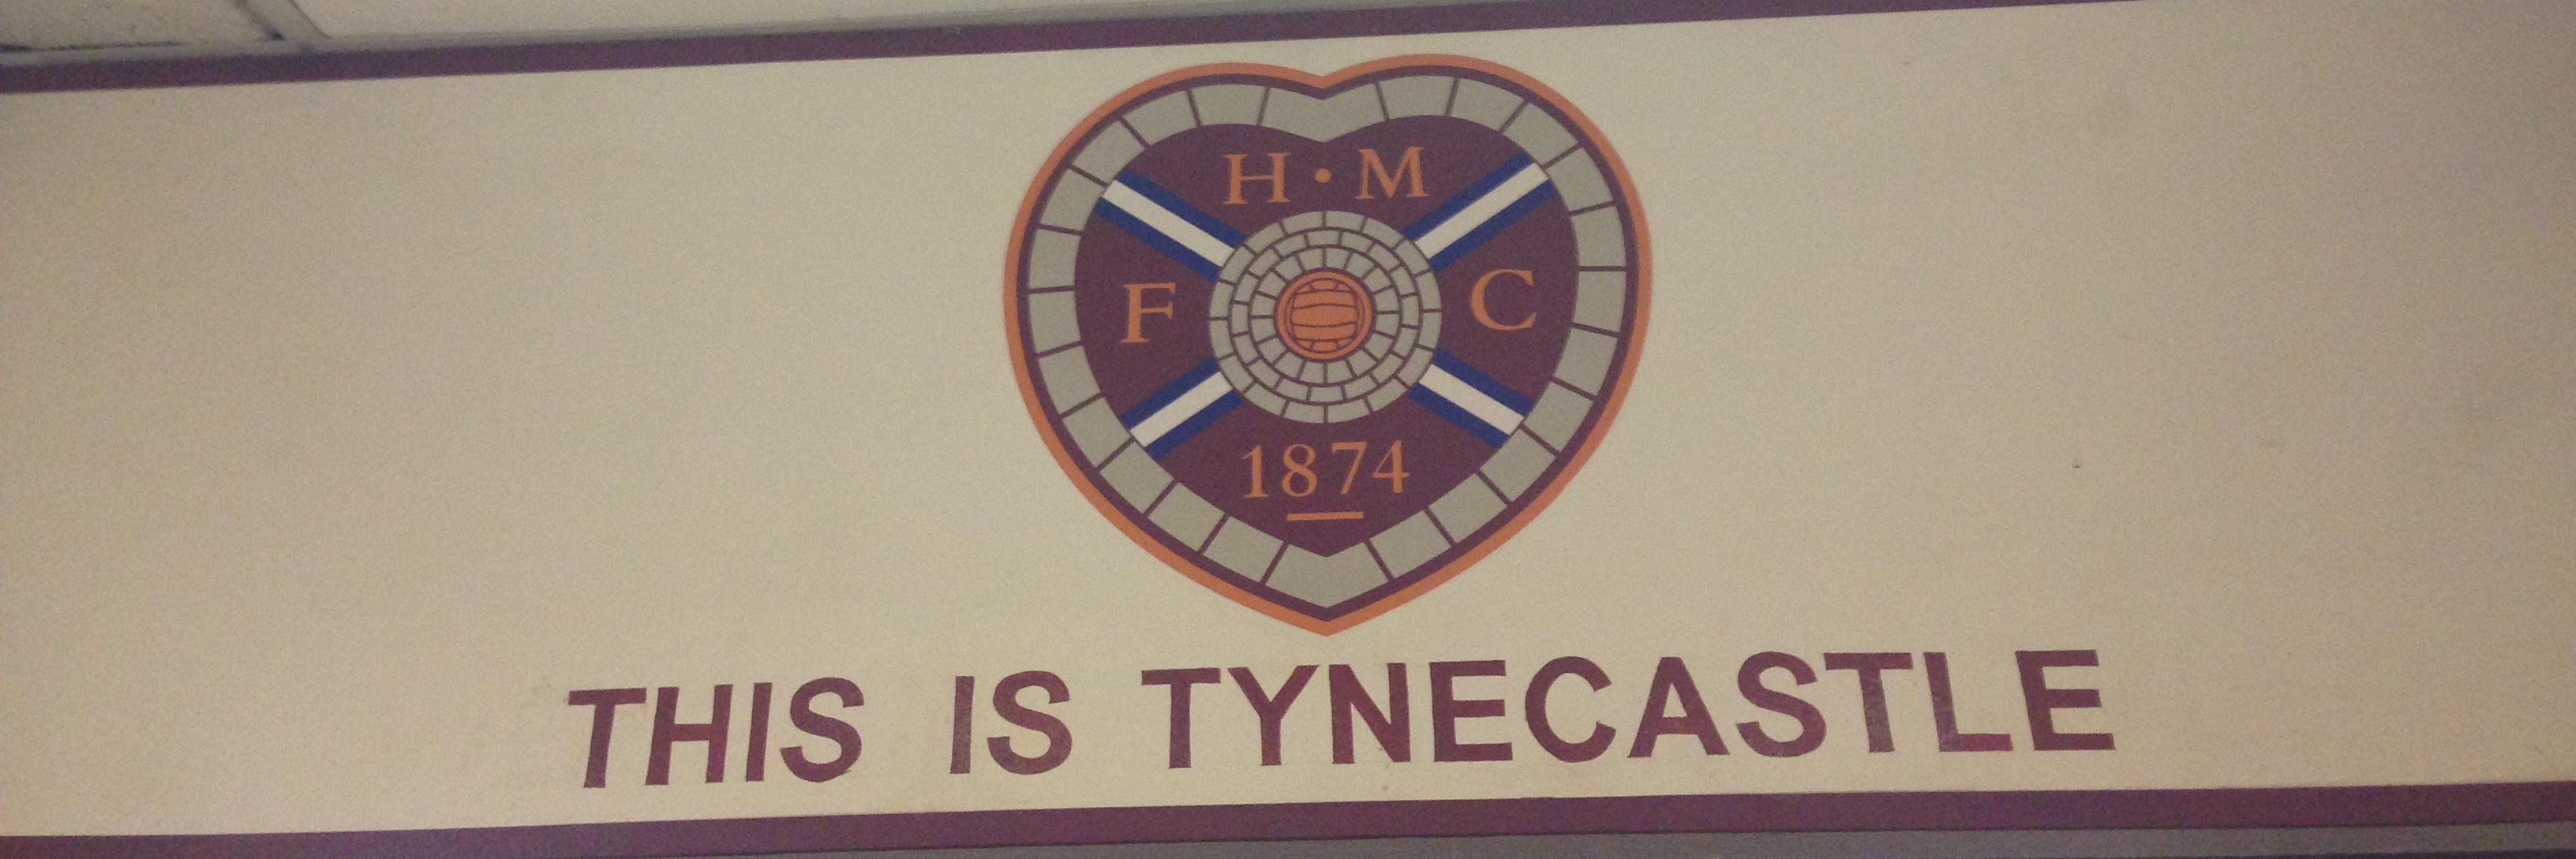 H·M
F C
1874
THIS IS TYNECASTLE